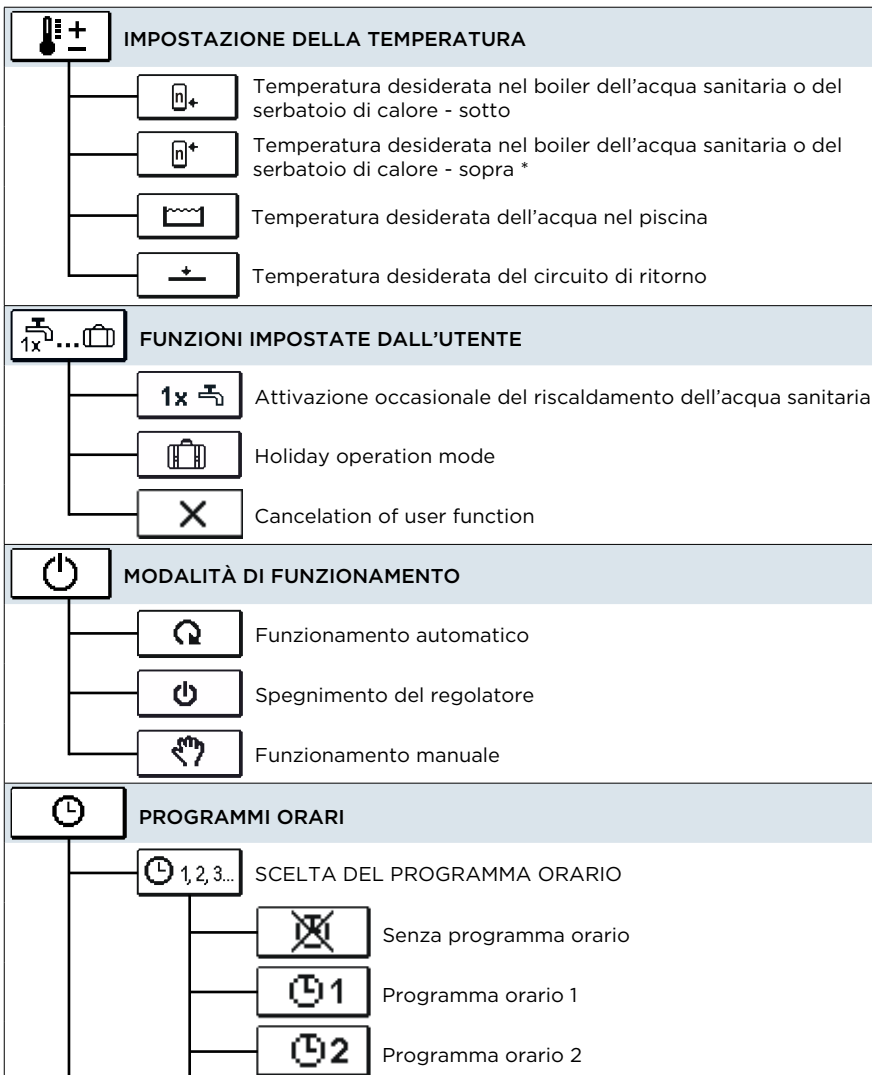 IMPOSTAZIONE DELLA TEMPERATURA
n
Temperatura desiderata nel boiler dell’acqua sanitaria o del
serbatoio di calore - sotto
n
Temperatura desiderata nel boiler dell’acqua sanitaria o del
serbatoio di calore - sopra *
Temperatura desiderata dell’acqua nel piscina
Temperatura desiderata del circuito di ritorno
1x ... FUNZIONI IMPOSTATE DALL’UTENTE
1x Attivazione occasionale del riscaldamento dell’acqua sanitaria
Holiday operation mode
Cancelation of user function
MODALITÀ DI FUNZIONAMENTO
Funzionamento automatico
Spegnimento del regolatore
Funzionamento manuale
PROGRAMMI ORARI
1, 2, 3... SCELTA DEL PROGRAMMA ORARIO
Senza programma orario
1 Programma orario 1
2 Programma orario 2